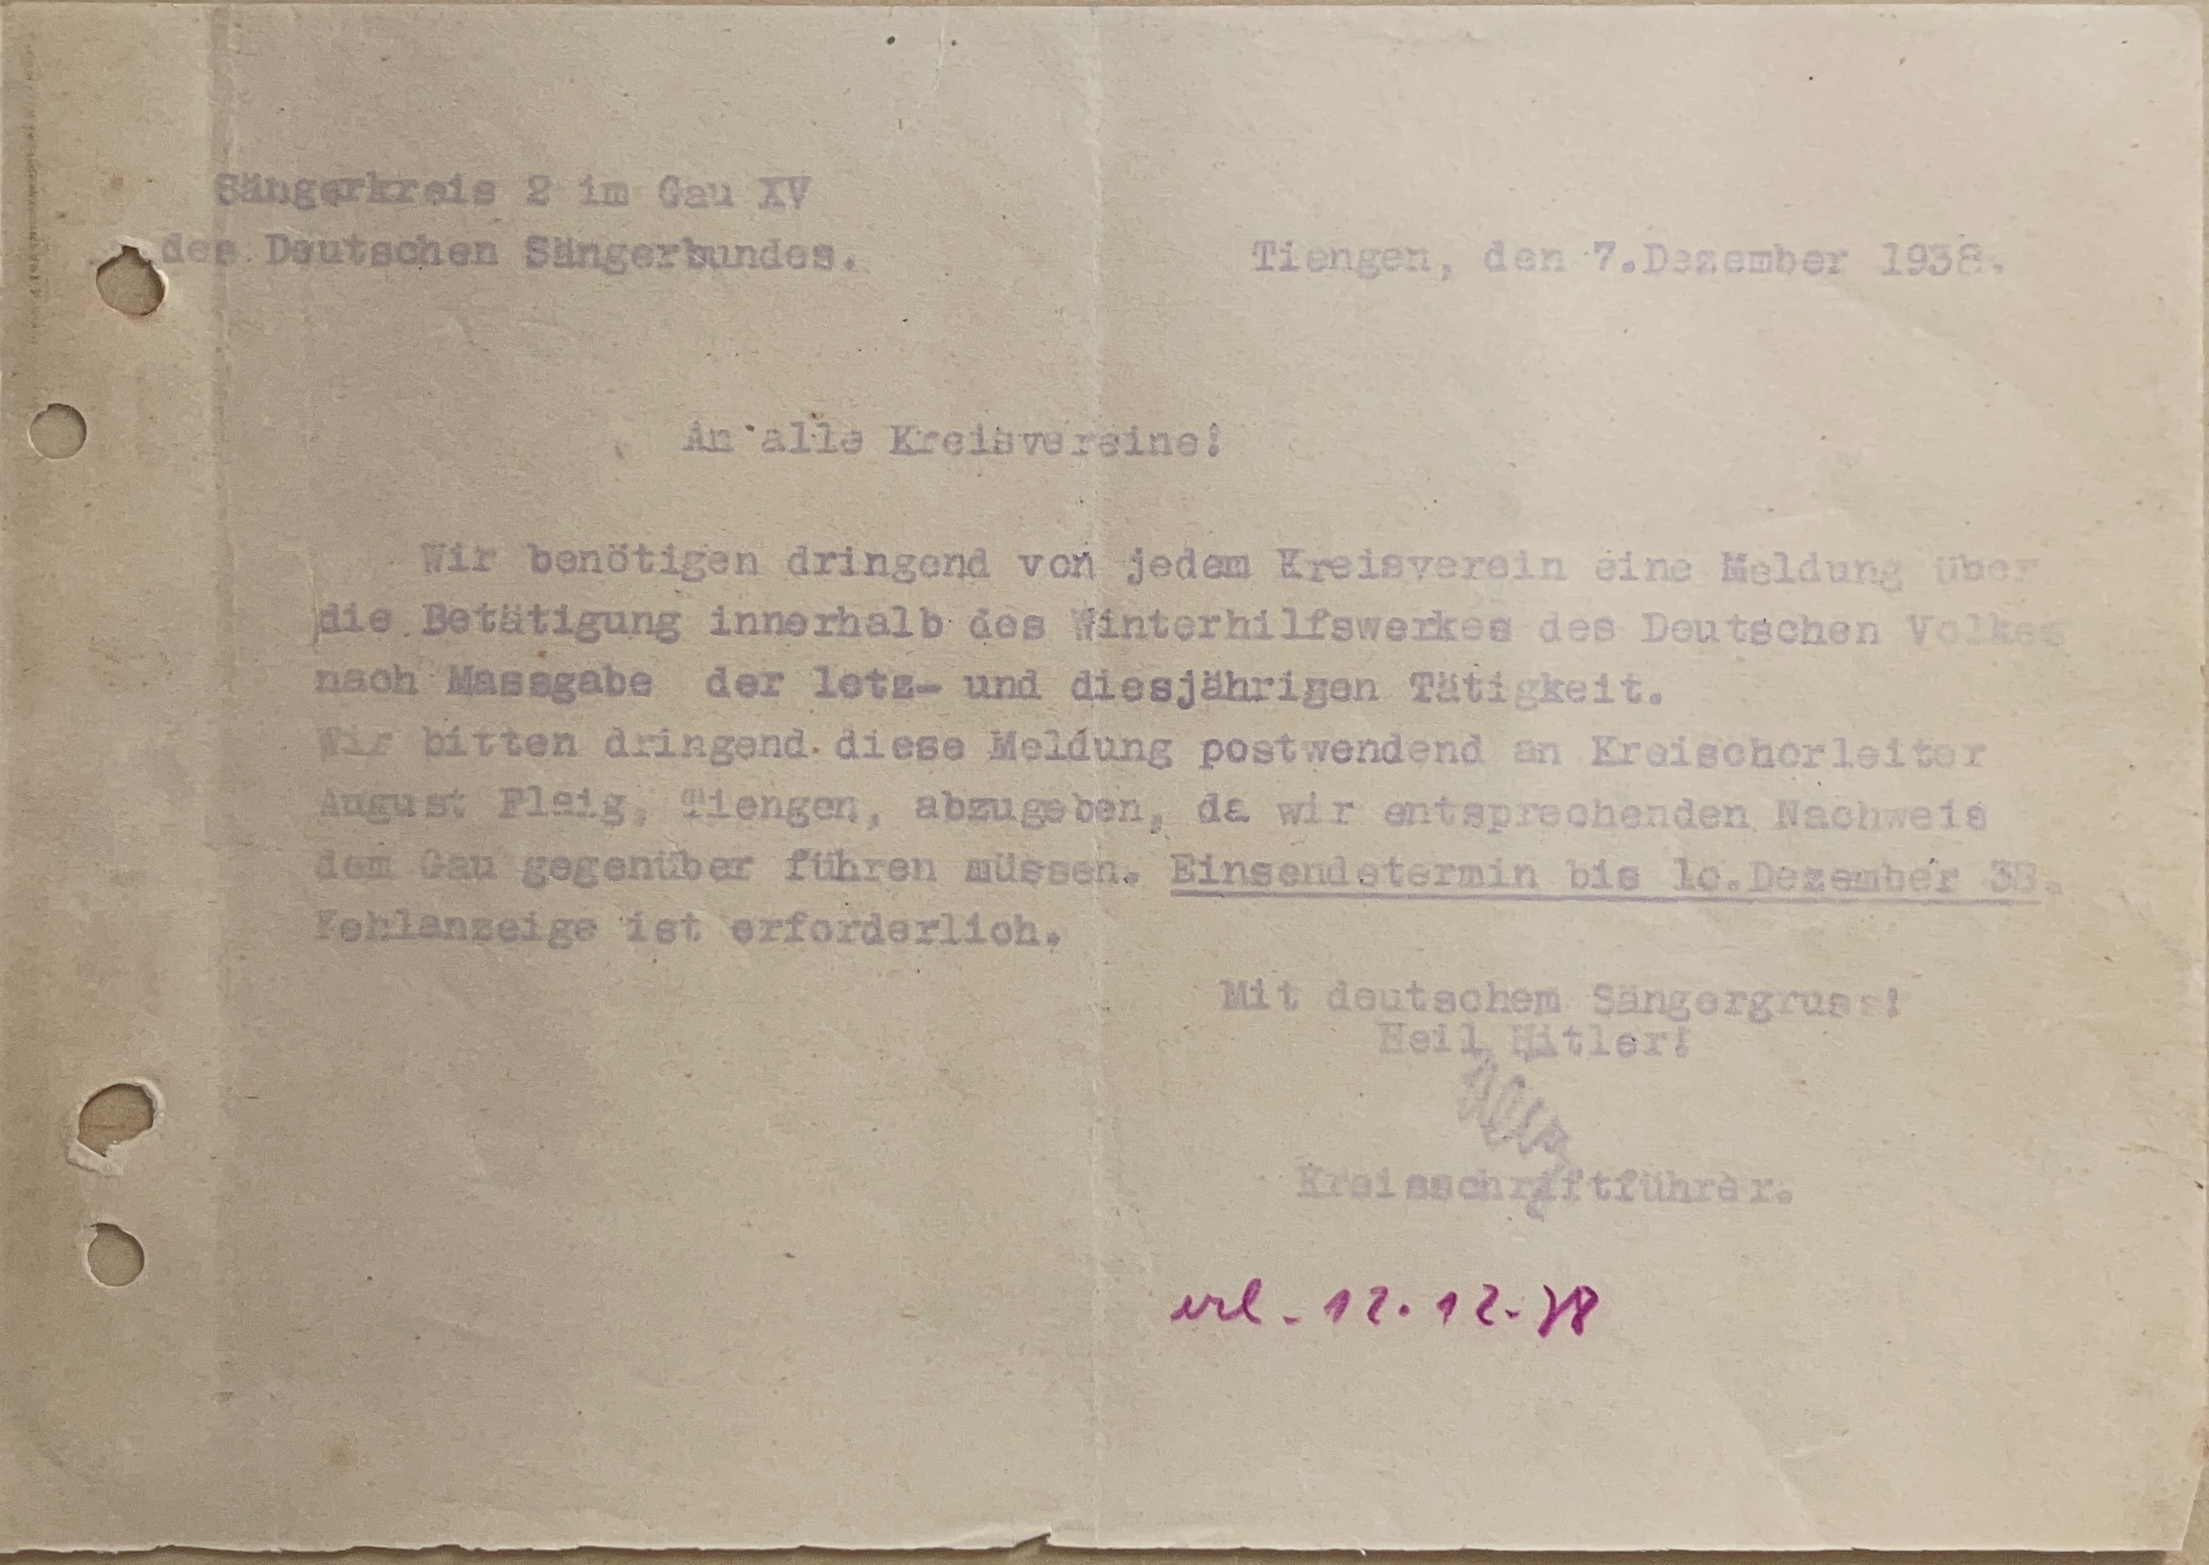 Sängerkreis 2 im Gau XV
des Deutschen Sängerbundes.
Tiengen, den 7.Dezember 1938.
An alle Kreisvereine!
Wir benötigen dringend von jedem Kreisverein eine Meldung über
die Betätigung innerhalb des Winterhilfswerkes des Deutschen Volkes
nach Massgabe der letz- und diesjährigen Tätigkeit.
Wir bitten dringend diese Meldung postwendend an Kreischorleiter
August Fleig, Tiengen, abzugeben, da wir entsprechenden Nachweis
dem Gau gegenüber führen müssen. Einsendetermin bis 1o.Dezember 38.
Fehlanzeige ist erforderlich.
Mit deutschem Sängergruss!
Heil Hitler!
Kreisschriftführer.
erl. 12.12.38